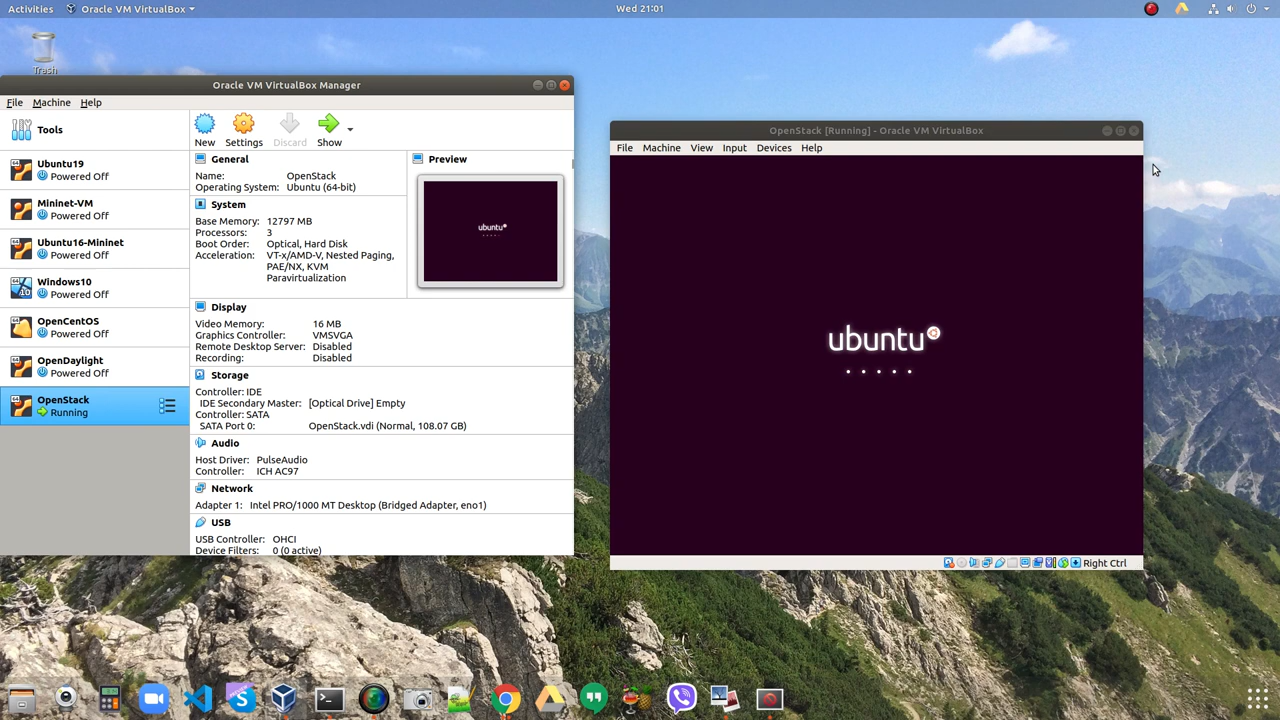 Activities
Oracle VM VirtualBox
Wed 21:01
Trash
Oracle VM VirtualBox Manager
File Machine Help
Tools
Ubuntu19
Powered Off
Mininet-VM
Powered Off
Ubuntu16-Mininet
Powered Off
Windows10
Powered Off
OpenCentOS
Powered Off
OpenDaylight
Powered Off
OpenStack
Running
New Settings Discard Show
General
Name: OpenStack
Operating System: Ubuntu (64-bit)
System
Base Memory: 12797 MB
Processors: 3
Boot Order: Optical, Hard Disk
Acceleration: VT-x/AMD-V, Nested Paging,
PAE/NX, KVM
Paravirtualization
Preview
ubuntu
Display
Video Memory: 16 MB
Graphics Controller: VMSVGA
Remote Desktop Server: Disabled
Recording: Disabled
Storage
Controller: IDE
IDE Secondary Master: [Optical Drive] Empty
Controller: SATA
SATA Port 0: OpenStack.vdi (Normal, 108.07 GB)
Audio
Host Driver: PulseAudio
Controller: ICH AC97
Network
Adapter 1: Intel PRO/1000 MT Desktop (Bridged Adapter, eno1)
USB
USB Controller: OHCI
Device Filters: 0 (0 active)
OpenStack [Running] - Oracle VM VirtualBox
File Machine View Input Devices Help
ubuntu
Right Ctrl